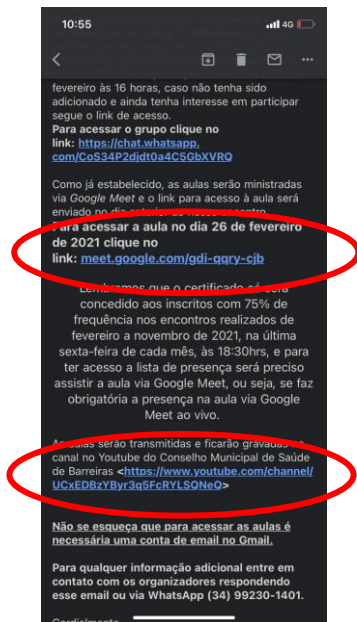 10:55
4G
fevereiro às 16 horas, caso não tenha sido
adicionado e ainda tenha interesse em participar
segue o link de acesso.
Para acessar o grupo clique no
link: https://chat.whatsapp.
com/CoS34P2djdt0a4C5GbXVRQ
Como já estabelecido, as aulas serão ministradas
via Google Meet e o link para acesso à aula será
enviado no dia anterior ao nosso encontro.
Para acessar a aula no dia 26 de fevereiro
de 2021 clique no
link: meet.google.com/gdi-qqry-cjb
Lembramos que o certificado só será
concedido aos inscritos com 75% de
frequência nos encontros realizados de
fevereiro a novembro de 2021, na última
sexta-feira de cada mês, às 18:30hrs, e para
ter acesso a lista de presença será preciso
assistir a aula via Google Meet, ou seja, se faz
obrigatória a presença na aula via Google
Meet ao vivo.
As aulas serão transmitidas e ficarão gravadas no
canal no Youtube do Conselho Municipal de Saúde
de Barreiras <https://www.youtube.com/channel/
UCxEDBzYByr3q5FcRYLSQNeQ>
Não se esqueça que para acessar as aulas é
necessária uma conta de email no Gmail.
Para qualquer informação adicional entre em
contato com os organizadores respondendo
esse email ou via WhatsApp (34) 99230-1401.
Cordialmente